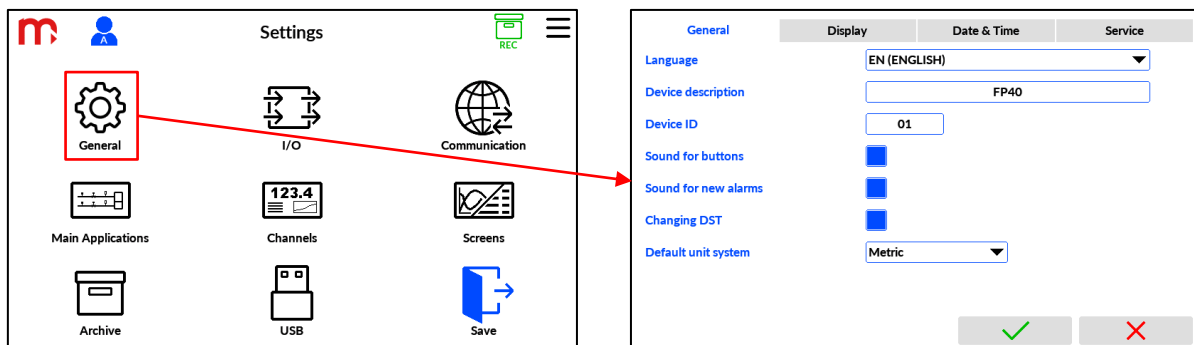 m
A
Settings
REC
General
I/O
Communication
123.4
Main Applications
Channels
Screens
Archive
USB
Save
General
Display
Date & Time
Service
Language
EN (ENGLISH)
Device description
FP40
Device ID
01
Sound for buttons
Sound for new alarms
Changing DST
Default unit system
Metric